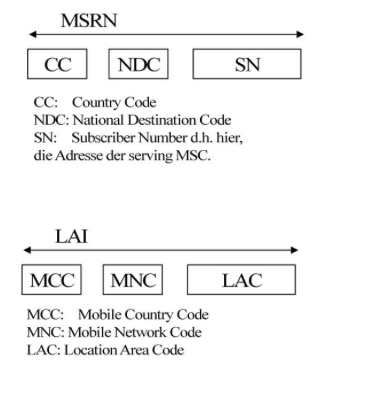 MSRN
CC NDC SN
CC: Country Code
NDC: National Destination Code
SN: Subscriber Number d.h. hier,
die Adresse der serving MSC.
LAI
MCC MNC LAC
MCC: Mobile Country Code
MNC: Mobile Network Code
LAC: Location Area Code